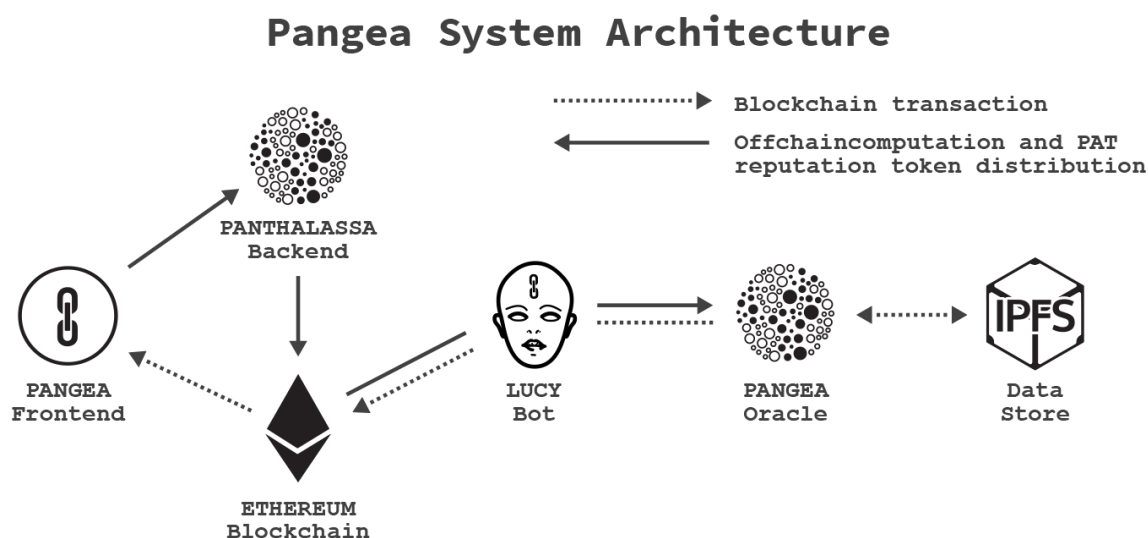 Pangea System Architecture
Blockchain transaction
Offchaincomputation and PAT
reputation token distribution
PANTHALASSA
Backend
PANGEA
Frontend
ETHEREUM
Blockchain
LUCY
Bot
PANGEA
Oracle
IPFS
Data
Store